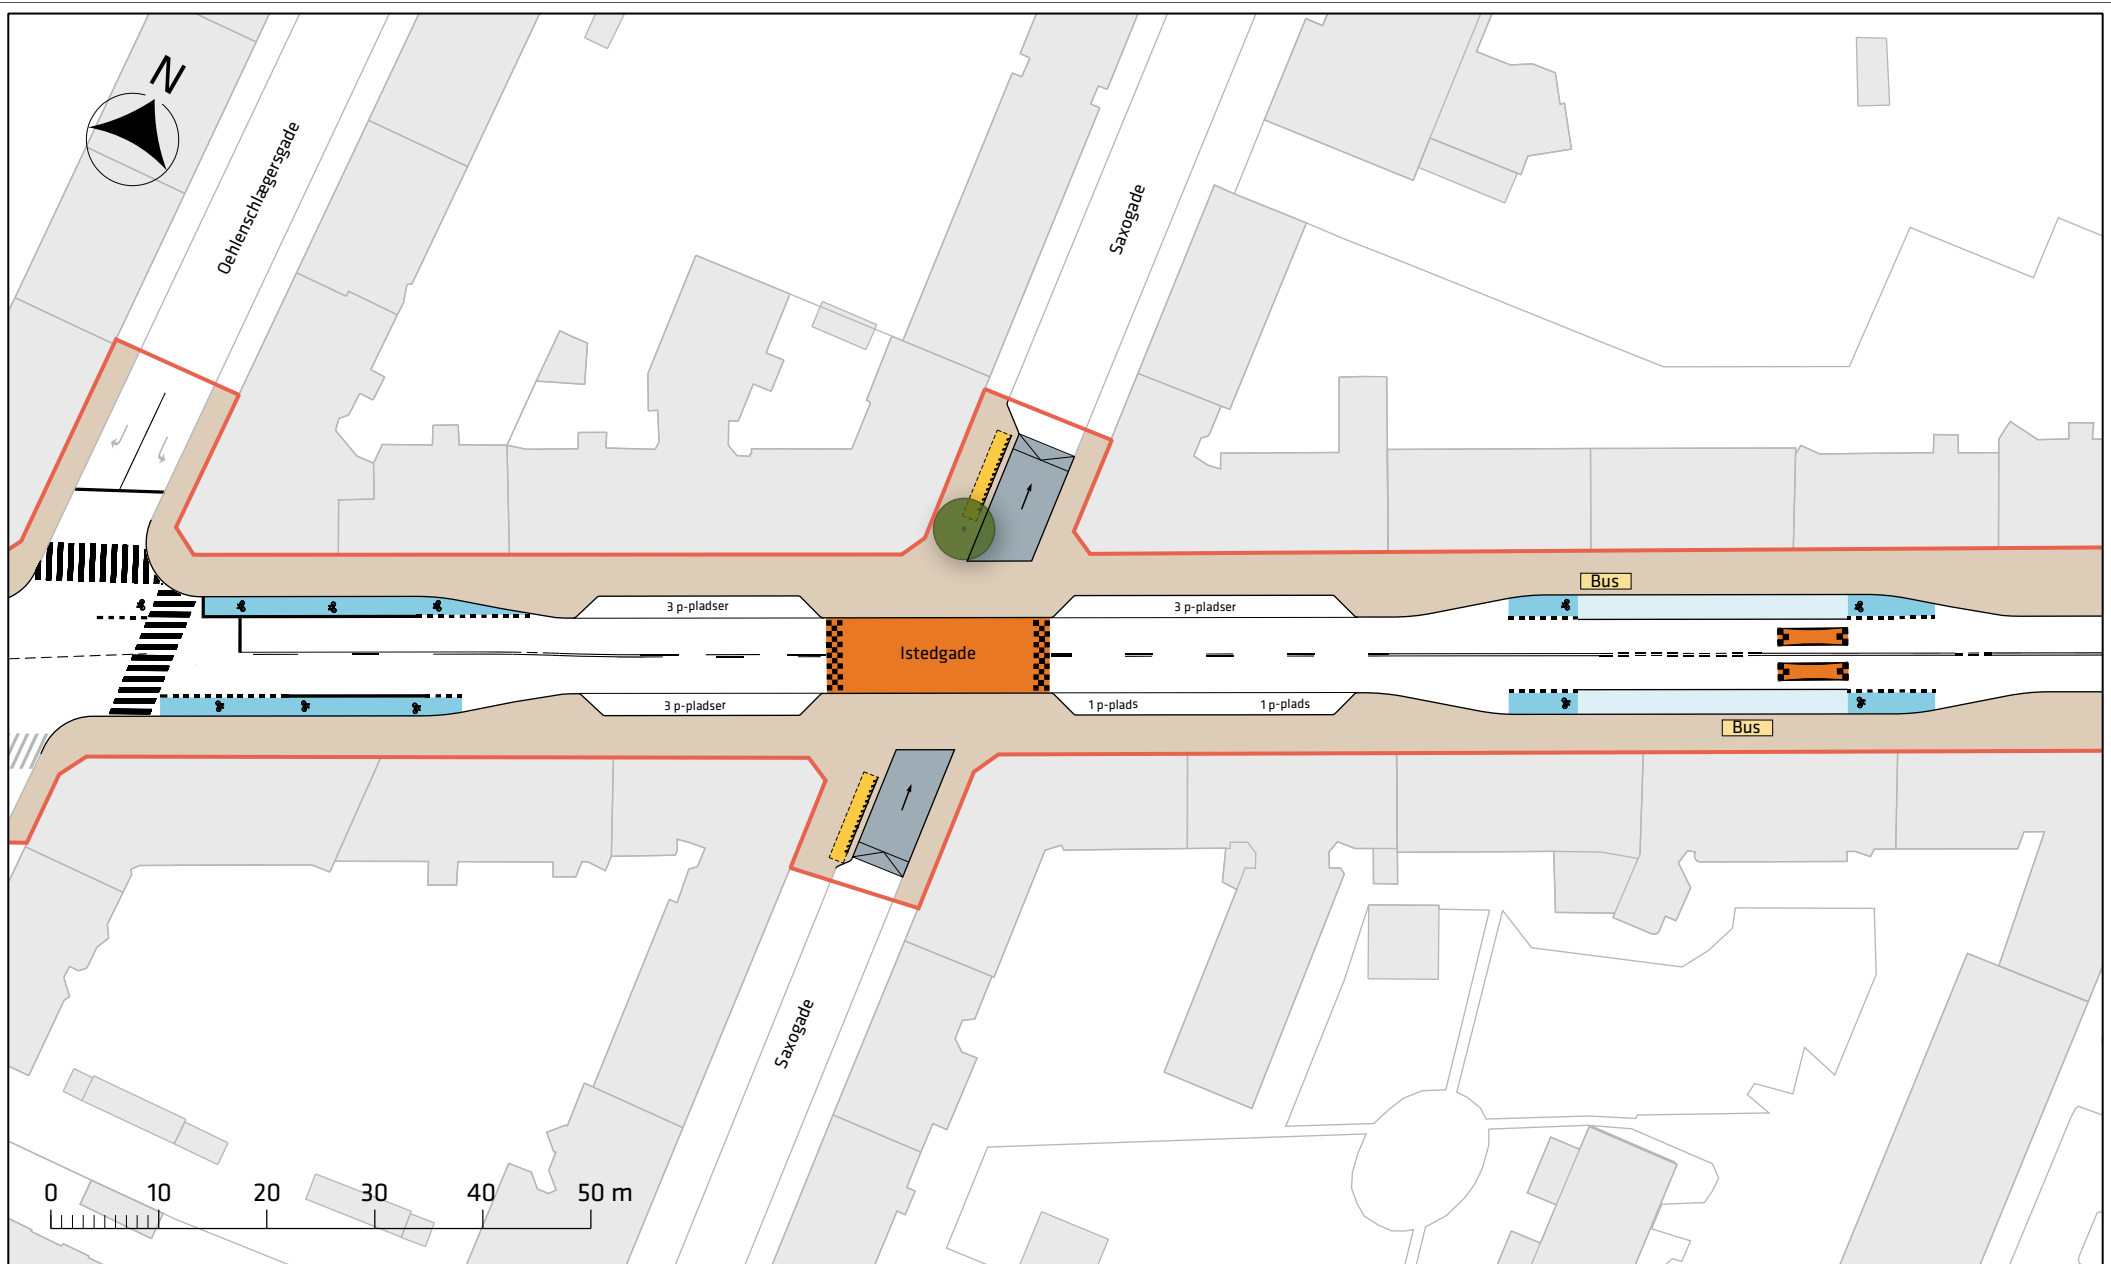 N
Oehlenschlægersgade
Saxogade
Bus
3 p-pladser
3 p-pladser
Istedgade
3 p-pladser
1 p-plads
1 p-plads
Bus
Saxogade
0 10 20 30 40 50 m